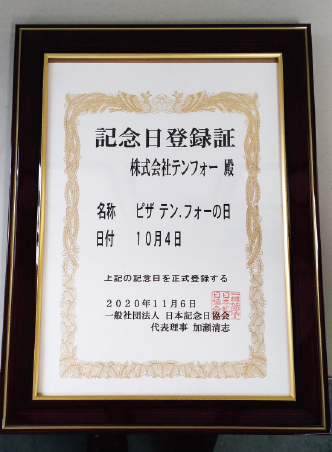 記念日登録証
株式会社テンフォー 殿
名称 ピザ テン.フォーの日
日付 10月4日
上記の記念日を正式登録する
2020年11月6日
一般社団法人 日本記念日協会
代表理事 加瀬清志